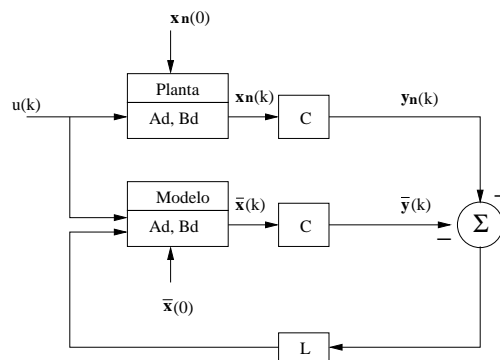 xn(0)
Planta
u(k)
xn(k)
yn(k)
Ad, Bd
C
Modelo
x̄(k)
ȳ(k)
Ad, Bd
C
Σ
−
x̄(0)
L